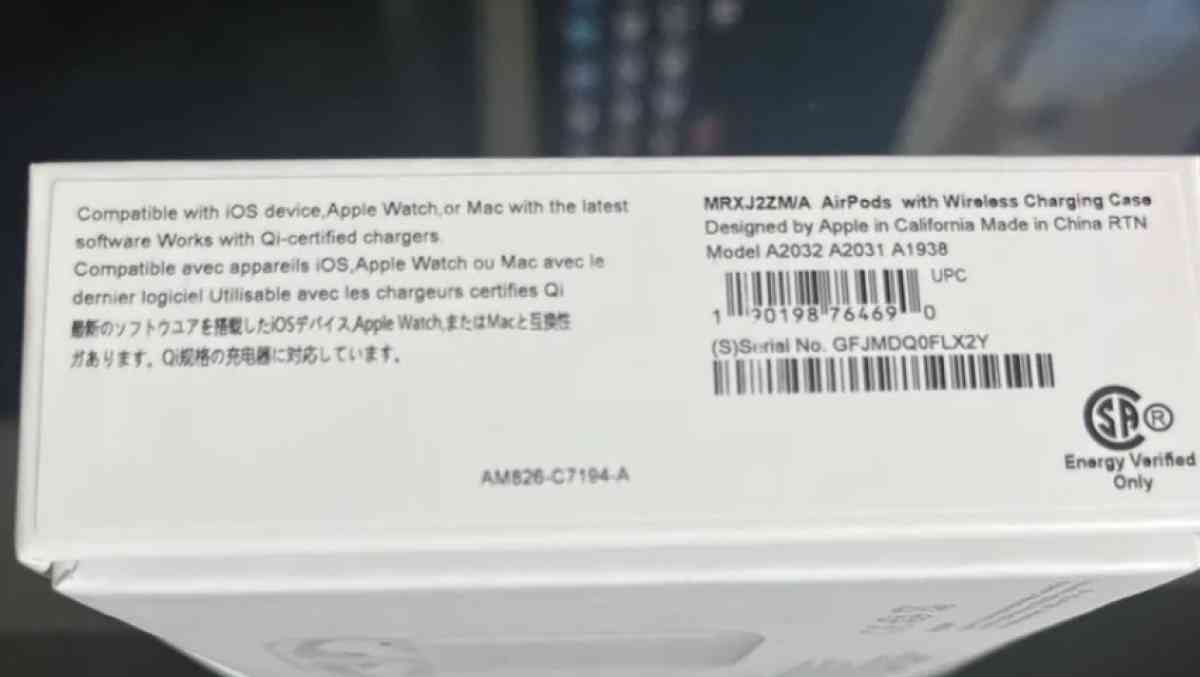 Compatible with iOS device,Apple Watch,or Mac with the latest
software Works with Qi-certified chargers.
Compatible avec appareils iOS,Apple Watch ou Mac avec le
dernier logiciel Utilisable avec les chargeurs certifies Qi
最新のソフトウユアを搭載したiOSデバイス,Apple Watch,またはMacと互換性
ガあります。Qi規格の充电器に対応しています。
AM826-C7194-A
MRXJ2ZM/A AirPods with Wireless Charging Case
Designed by Apple in California Made in China RTN
Model A2032 A2031 A1938
UPC
1 90198 76469 0
(S)Serial No. GFJMDQ0FLX2Y
SA ®
Energy Verified
Only